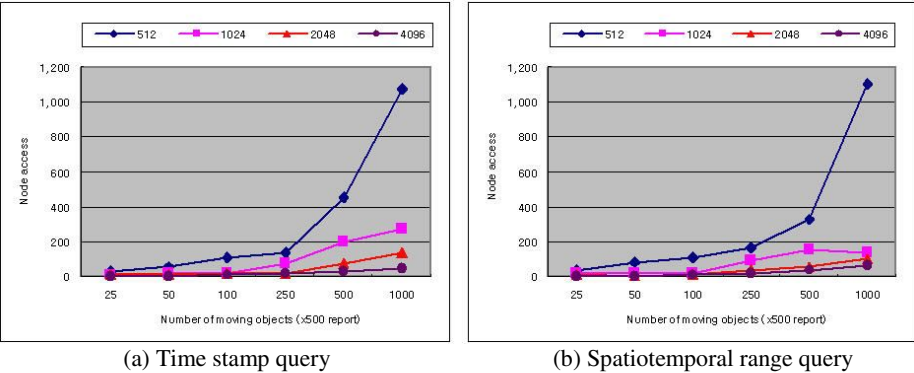 512 1024 2048 4096
1,200
1,000
800
600
400
200
0
Node access
25 50 100 250 500 1000
Number of moving objects (x500 report)
(a) Time stamp query
512 1024 2048 4096
1,200
1,000
800
600
400
200
0
Node access
25 50 100 250 500 1000
Number of moving objects (x500 report)
(b) Spatiotemporal range query